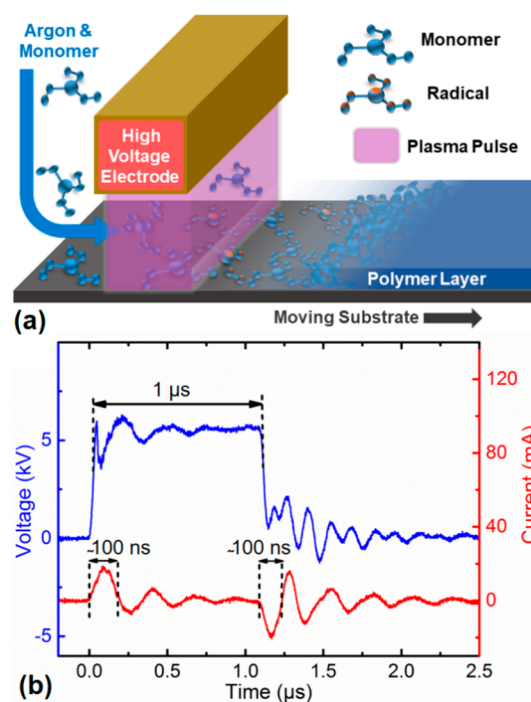 Argon &
Monomer
High
Voltage
Electrode
Monomer
Radical
Plasma Pulse
Polymer Layer
(a)
Moving Substrate
1 µs
~100 ns
~100 ns
Voltage (kV)
5
0
-5
Current (mA)
120
80
40
0
0.0 0.5 1.0 1.5 2.0 2.5
(b)
Time (µs)